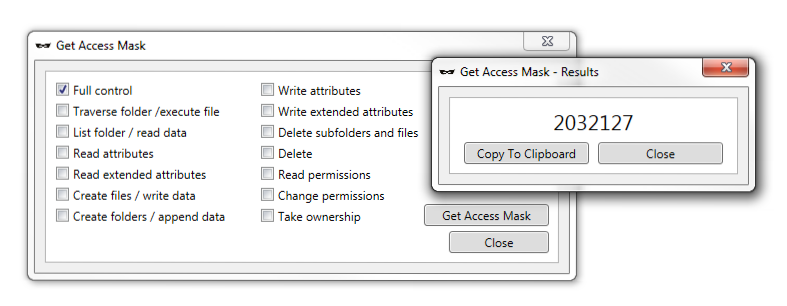 Get Access Mask
Full control
Traverse folder /execute file
List folder / read data
Read attributes
Read extended attributes
Create files / write data
Create folders / append data
Write attributes
Write extended attributes
Delete subfolders and files
Delete
Read permissions
Change permissions
Take ownership
Get Access Mask
Close
Get Access Mask - Results
2032127
Copy To Clipboard
Close